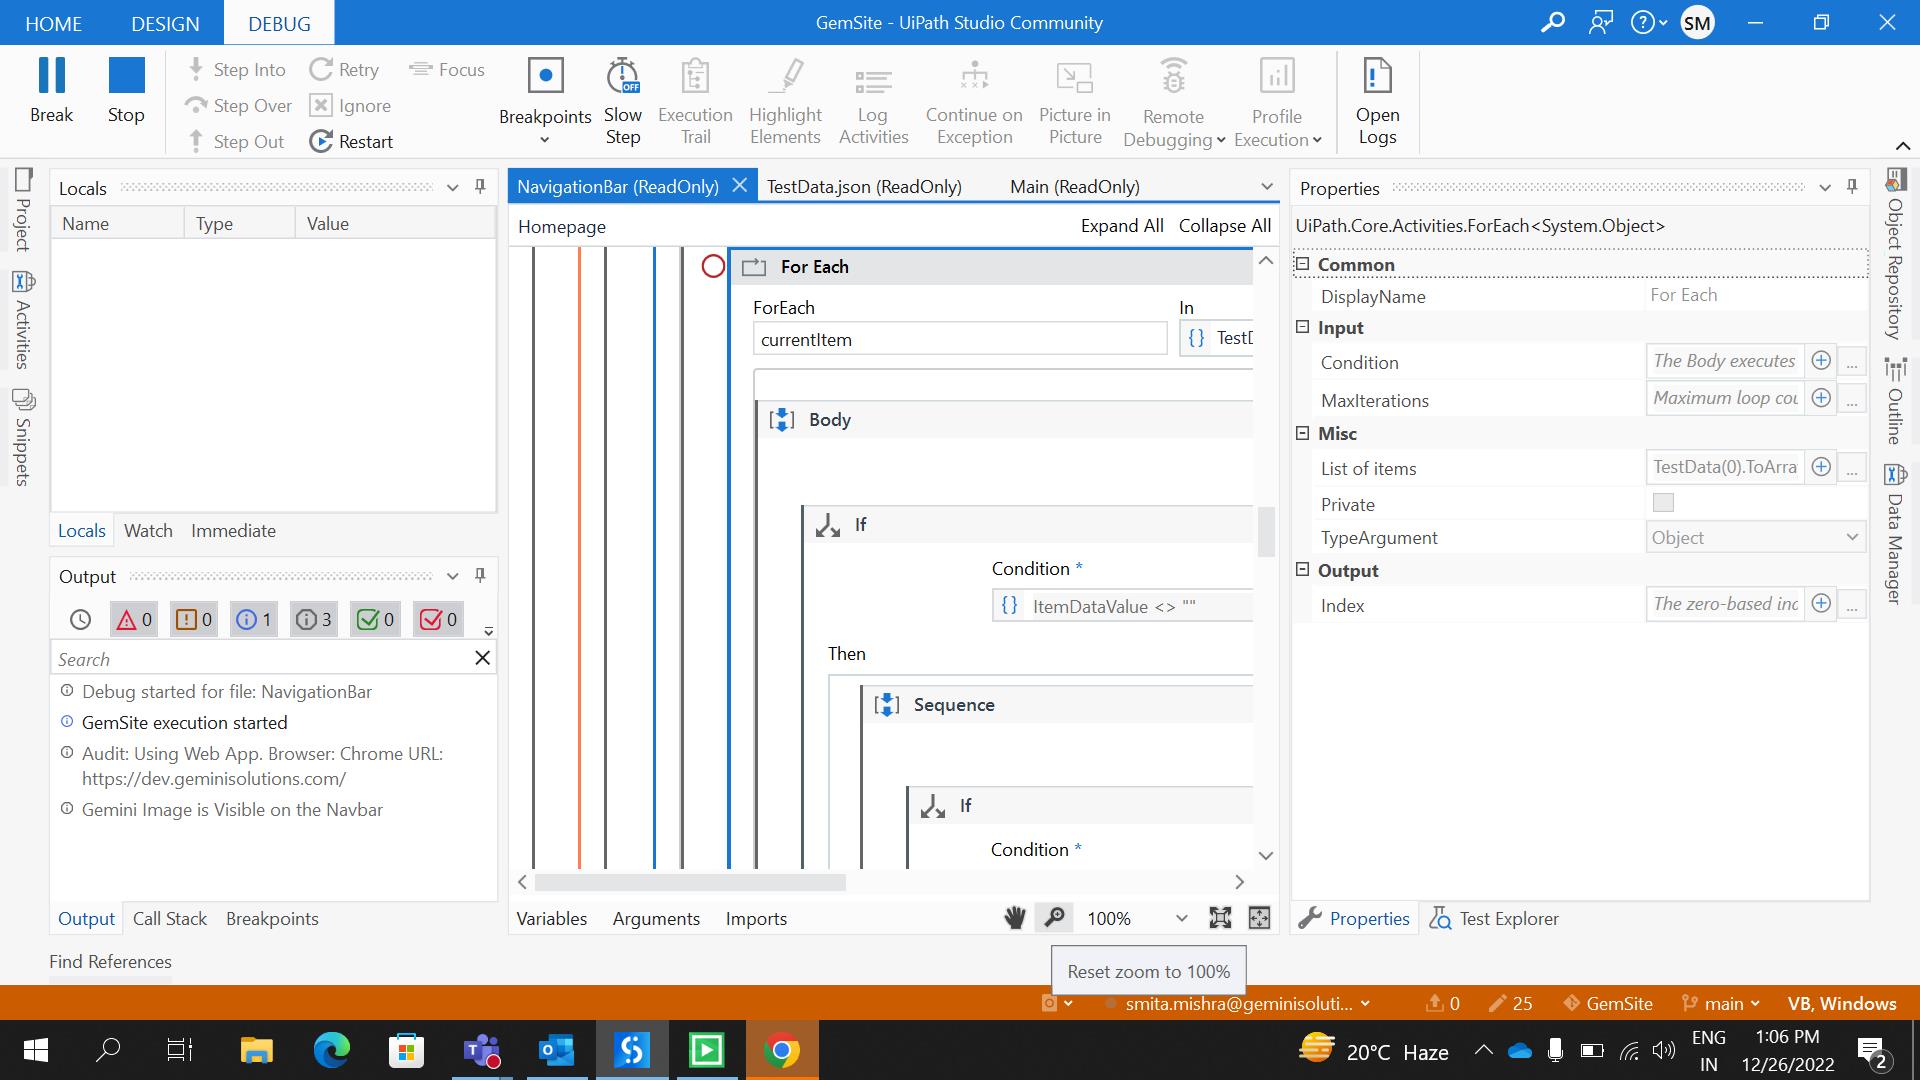 HOME DESIGN DEBUG GemSite - UiPath Studio Community SM
Break
Stop
Step Into
Step Over
Step Out
Retry
Ignore
Restart
Focus
Breakpoints
Slow Step
Execution Trail
Highlight Elements
Log Activities
Continue on Exception
Picture in Picture
Remote Debugging
Profile Execution
Open Logs
Project
Activities
Snippets
Locals
Name Type Value
Locals Watch Immediate
Output
0 0 1 3 0 0
Search
Debug started for file: NavigationBar
GemSite execution started
Audit: Using Web App. Browser: Chrome URL:
https://dev.geminisolutions.com/
Gemini Image is Visible on the Navbar
Output Call Stack Breakpoints
Find References
NavigationBar (ReadOnly) TestData.json (ReadOnly) Main (ReadOnly)
Homepage Expand All Collapse All
For Each
ForEach In
currentItem {} TestD
Body
If
Condition *
{} ItemDataValue <> ""
Then
Sequence
If
Condition *
Variables Arguments Imports 100%
Reset zoom to 100%
Properties
UiPath.Core.Activities.ForEach<System.Object>
Common
DisplayName For Each
Input
Condition The Body executes ...
MaxIterations Maximum loop cou ...
Misc
List of items TestData(0).ToArra ...
Private
TypeArgument Object
Output
Index The zero-based ind ...
Properties Test Explorer
Object Repository
Outline
Data Manager
smita.mishra@geminisoluti... 0 25 GemSite main VB, Windows
20°C Haze ENG IN 1:06 PM 12/26/2022 2